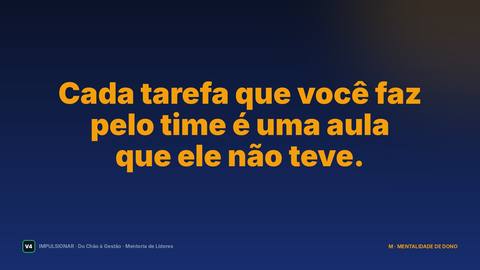 Cada tarefa que você faz
pelo time é uma aula
que ele não teve.
V4 IMPULSIONAR · Do Chão à Gestão · Mentoria de Líderes
M · MENTALIDADE DE DONO